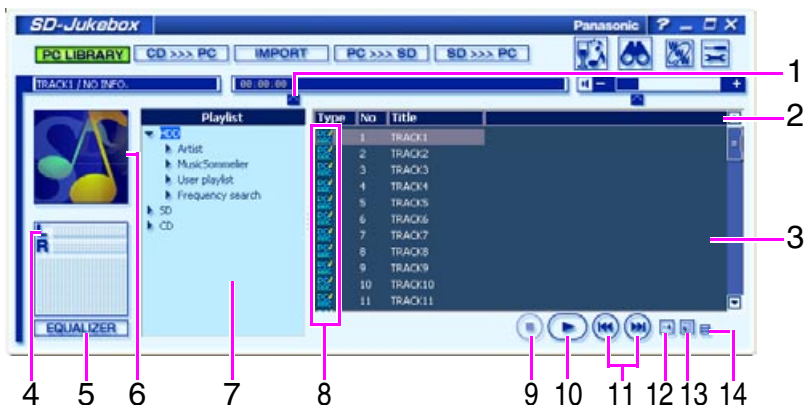 SD-Jukebox Panasonic ?
PC LIBRARY CD >>> PC IMPORT PC >>> SD SD >>> PC
TRACK1 / NO INFO. 00.00.00 - +
1
Playlist Type No Title 2
HDD 1 TRACK1
Artist 2 TRACK2
MusicSommelier 3 TRACK3
User playlist 4 TRACK4
Frequency search 5 TRACK5
SD 6 TRACK6
CD 7 TRACK7
8 TRACK8
9 TRACK9
10 TRACK10
11 TRACK11
3
L
R
EQUALIZER
4 5 6 7 8 9 10 11 12 13 14